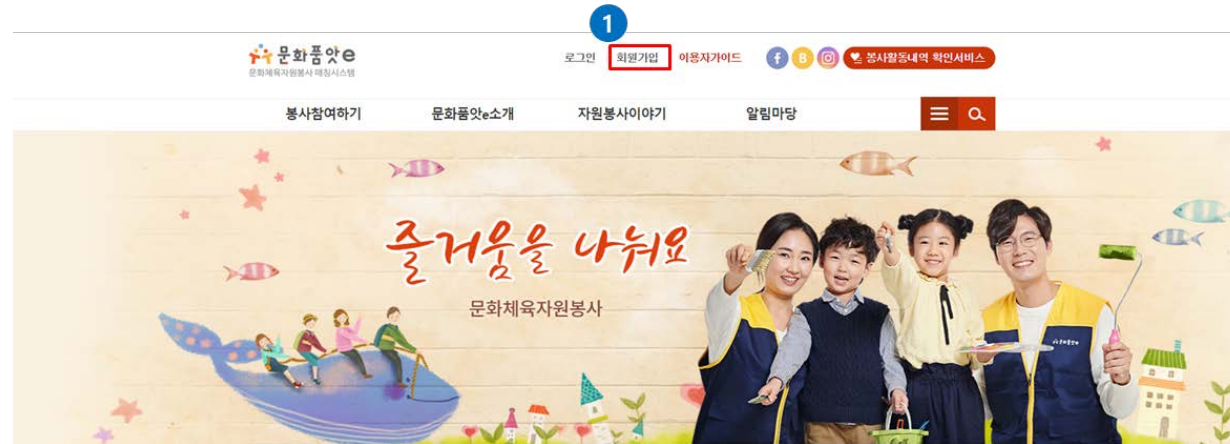 1
문화품앗e
문화체육자원봉사 매칭시스템
로그인 회원가입 이용자가이드 f B 봉사활동내역 확인서비스
봉사참여하기 문화품앗e소개 자원봉사이야기 알림마당
즐거움을 나눠요
문화체육자원봉사